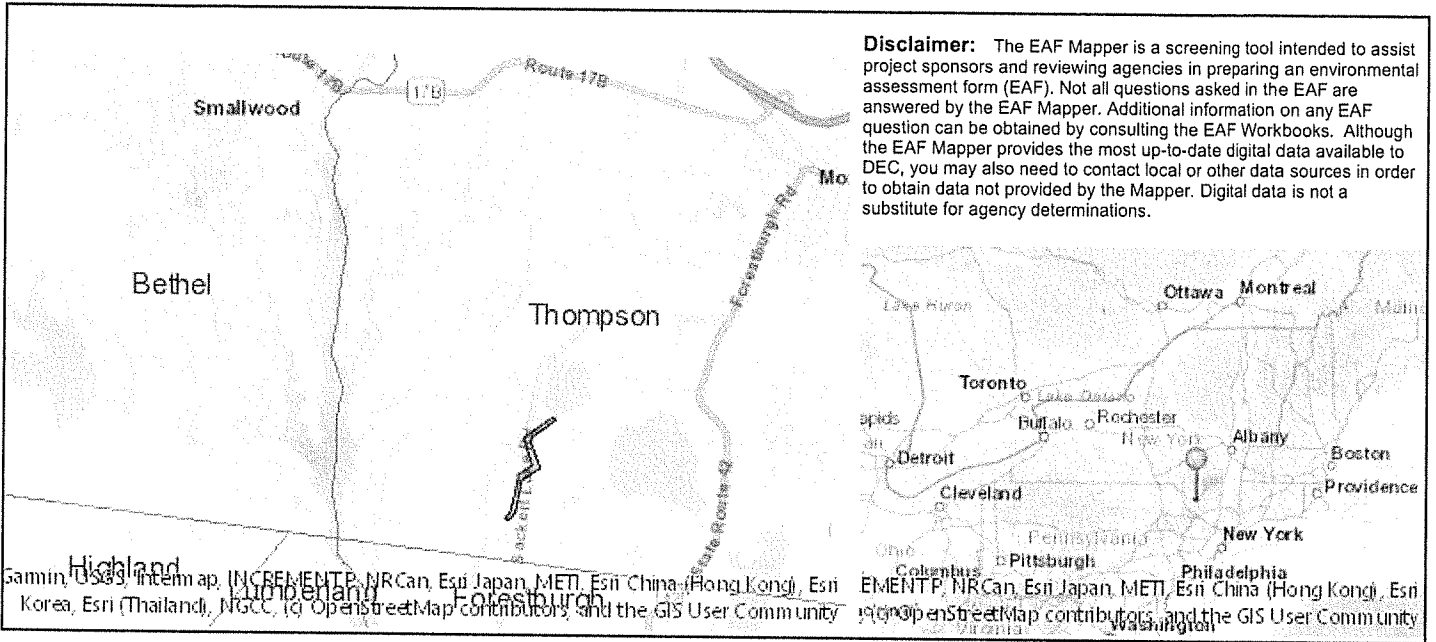 Disclaimer: The EAF Mapper is a screening tool intended to assist
project sponsors and reviewing agencies in preparing an environmental
assessment form (EAF). Not all questions asked in the EAF are
answered by the EAF Mapper. Additional information on any EAF
question can be obtained by consulting the EAF Workbooks. Although
the EAF Mapper provides the most up-to-date digital data available to
DEC, you may also need to contact local or other data sources in order
to obtain data not provided by the Mapper. Digital data is not a
substitute for agency determinations.
Route 17B
17B
Smallwood
Mo
Forestburgh Rd
Bethel
Thompson
State Route 42
Highland
Lumberland
Forestburgh
Garmin, USGS, Intermap, INCREMENT P, NRCan, Esri Japan, METI, Esri China (Hong Kong), Esri
Korea, Esri (Thailand), NGCC, (c) OpenStreetMap contributors, and the GIS User Community
Ottawa
Montreal
Lake Huron
Toronto
Lake Ontario
apids
Buffalo
Rochester
New York
Albany
Detroit
Boston
Cleveland
Providence
Pennsylvania
New York
Ohio
Columbus
Pittsburgh
Philadelphia
EMENT P, NRCan, Esri Japan, METI, Esri China (Hong Kong), Esri
(c) OpenStreetMap contributors, and the GIS User Community
Virginia
Washington